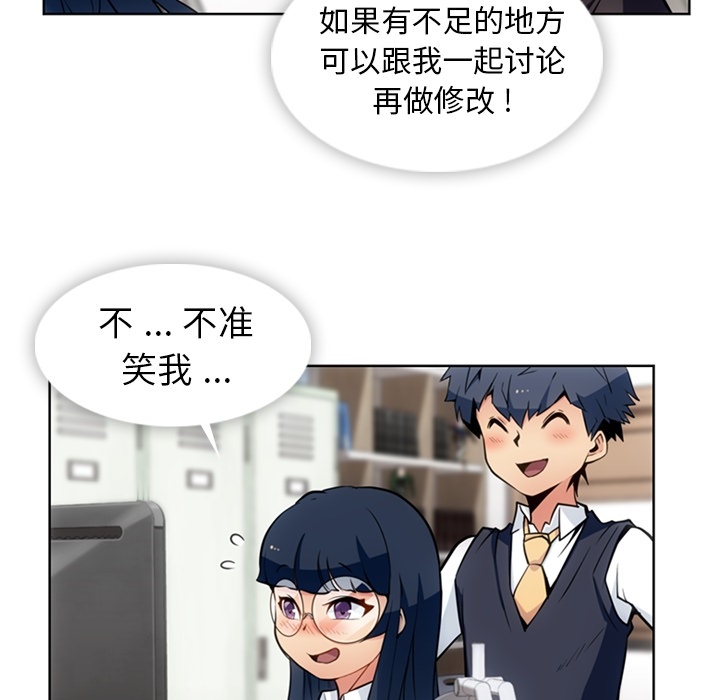 如果有不足的地方
可以跟我一起讨论
再做修改！
不...不准
笑我...